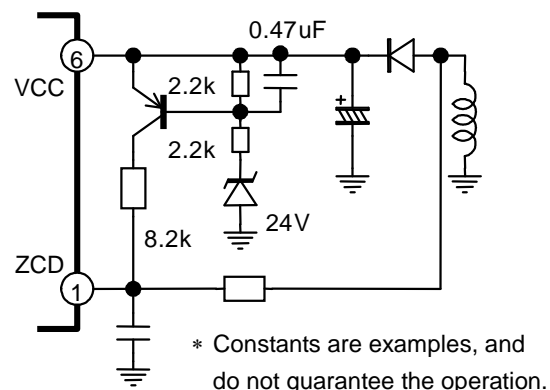 0.47uF
6
VCC
2.2k
2.2k
24V
8.2k
ZCD
1
+
* Constants are examples, and
do not guarantee the operation.